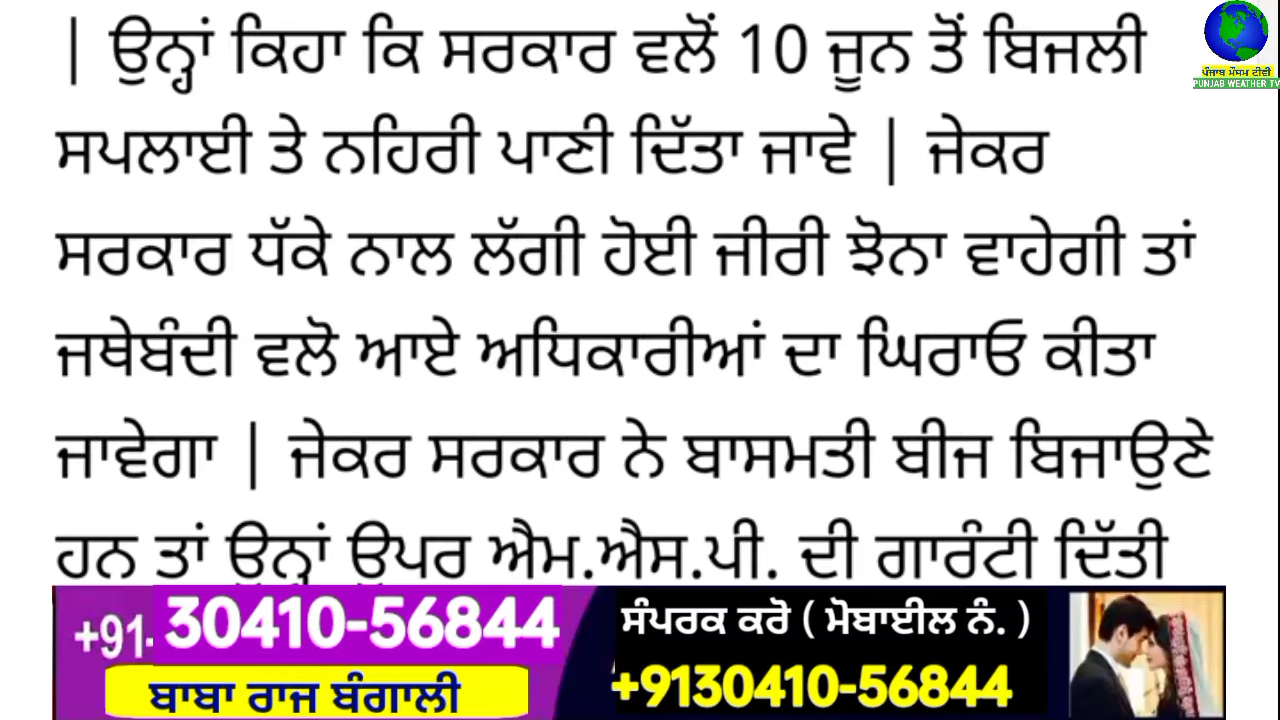 | ਉਨ੍ਹਾਂ ਕਿਹਾ ਕਿ ਸਰਕਾਰ ਵਲੋਂ 10 ਜੂਨ ਤੋਂ ਬਿਜਲੀ
ਸਪਲਾਈ ਤੇ ਨਹਿਰੀ ਪਾਣੀ ਦਿੱਤਾ ਜਾਵੇ | ਜੇਕਰ
ਸਰਕਾਰ ਧੱਕੇ ਨਾਲ ਲੱਗੀ ਹੋਈ ਜੀਰੀ ਝੋਨਾ ਵਾਹੇਗੀ ਤਾਂ
ਜਥੇਬੰਦੀ ਵਲੋ ਆਏ ਅਧਿਕਾਰੀਆਂ ਦਾ ਘਿਰਾਓ ਕੀਤਾ
ਜਾਵੇਗਾ | ਜੇਕਰ ਸਰਕਾਰ ਨੇ ਬਾਸਮਤੀ ਬੀਜ ਬਿਜਾਉਣੇ
ਹਨ ਤਾਂ ਉਨ੍ਹਾਂ ਉਪਰ ਐਮ.ਐਸ.ਪੀ. ਦੀ ਗਾਰੰਟੀ ਦਿੱਤੀ
ਪੰਜਾਬ ਮੌਸਮ ਟੀਵੀ
PUNJAB WEATHER TV
+91- 30410-56844
ਬਾਬਾ ਰਾਜ ਬੰਗਾਲੀ
ਸੰਪਰਕ ਕਰੋ ( ਮੋਬਾਈਲ ਨੰ. )
+9130410-56844